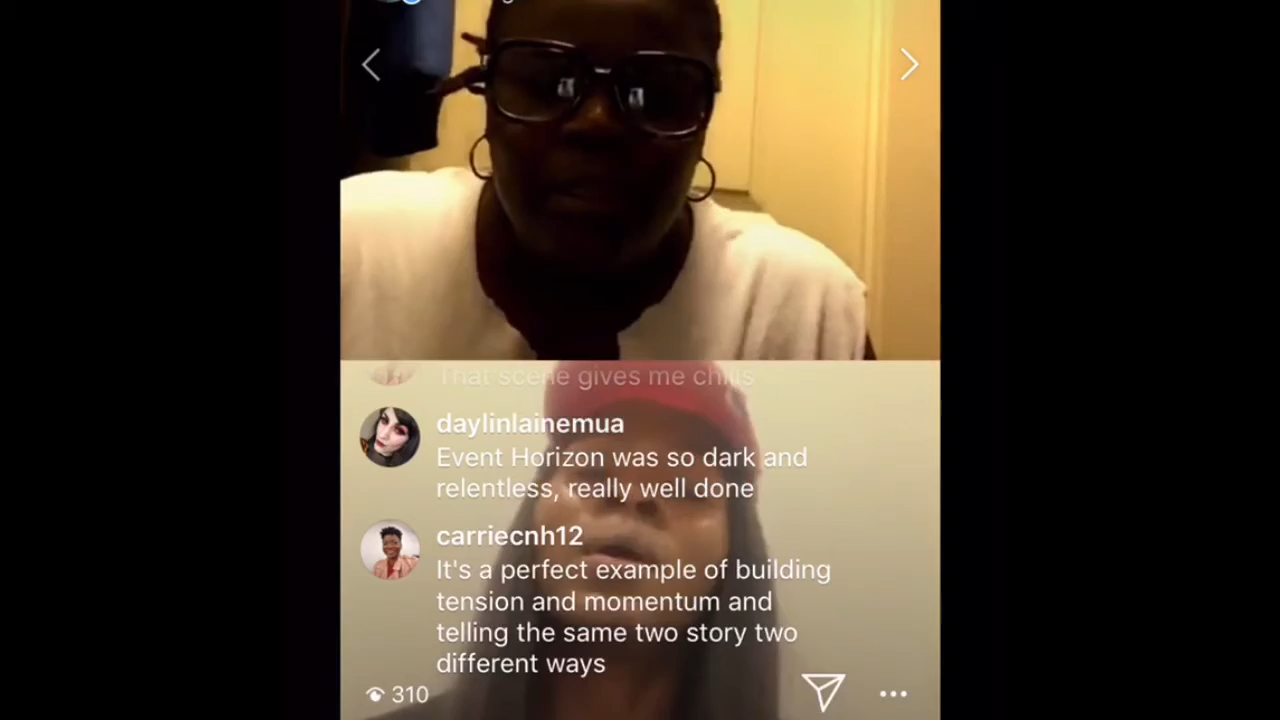 That scene gives me chills
daylinlainemua
Event Horizon was so dark and
relentless, really well done
carriecnh12
It's a perfect example of building
tension and momentum and
telling the same two story two
different ways
310